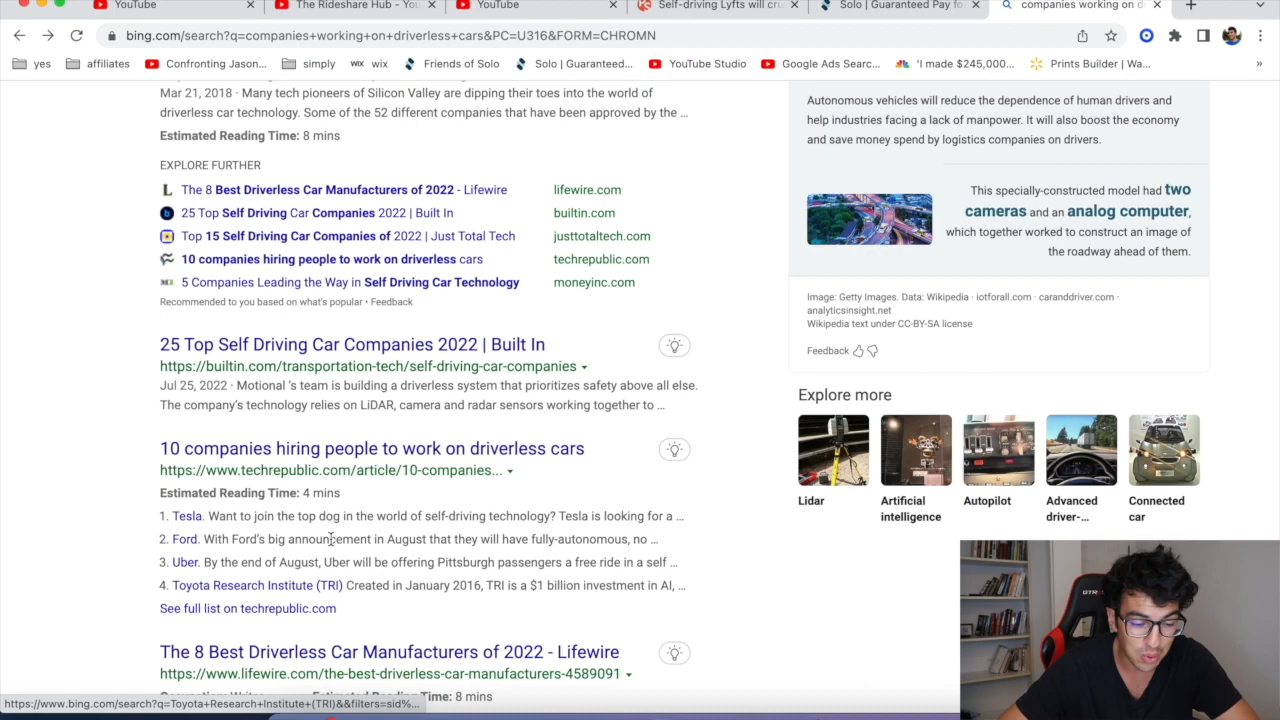 YouTube
The Rideshare Hub - You
YouTube
Self-driving Lyfts will cru
Solo | Guaranteed Pay fo
companies working on d
bing.com/search?q=companies+working+on+driverless+cars&PC=U316&FORM=CHROMN
yes
affiliates
Confronting Jason...
simply
wix
Friends of Solo
Solo | Guaranteed...
YouTube Studio
Google Ads Searc...
'I made $245,000...
Prints Builder | Wa...
»
Mar 21, 2018 · Many tech pioneers of Silicon Valley are dipping their toes into the world of
driverless car technology. Some of the 52 different companies that have been approved by the ...
Estimated Reading Time: 8 mins
EXPLORE FURTHER
The 8 Best Driverless Car Manufacturers of 2022 - Lifewire lifewire.com
25 Top Self Driving Car Companies 2022 | Built In builtin.com
Top 15 Self Driving Car Companies of 2022 | Just Total Tech justtotaltech.com
10 companies hiring people to work on driverless cars techrepublic.com
5 Companies Leading the Way in Self Driving Car Technology moneyinc.com
Recommended to you based on what's popular • Feedback
25 Top Self Driving Car Companies 2022 | Built In
https://builtin.com/transportation-tech/self-driving-car-companies
Jul 25, 2022 · Motional 's team is building a driverless system that prioritizes safety above all else.
The company's technology relies on LiDAR, camera and radar sensors working together to ...
10 companies hiring people to work on driverless cars
https://www.techrepublic.com/article/10-companies...
Estimated Reading Time: 4 mins
1. Tesla. Want to join the top dog in the world of self-driving technology? Tesla is looking for a ...
2. Ford. With Ford's big announcement in August that they will have fully-autonomous, no ...
3. Uber. By the end of August, Uber will be offering Pittsburgh passengers a free ride in a self ...
4. Toyota Research Institute (TRI) Created in January 2016, TRI is a $1 billion investment in AI, ...
See full list on techrepublic.com
The 8 Best Driverless Car Manufacturers of 2022 - Lifewire
https://www.lifewire.com/the-best-driverless-car-manufacturers-4589091
Estimated Reading Time: 8 mins
https://www.bing.com/search?q=Toyota+Research+Institute+(TRI)&&filters=sid%...
Autonomous vehicles will reduce the dependence of human drivers and
help industries facing a lack of manpower. It will also boost the economy
and save money spend by logistics companies on drivers.
This specially-constructed model had two
cameras and an analog computer,
which together worked to construct an image of
the roadway ahead of them.
Image: Getty Images. Data: Wikipedia · iotforall.com · caranddriver.com ·
analyticsinsight.net
Wikipedia text under CC-BY-SA license
Feedback
Explore more
Lidar
Artificial
intelligence
Autopilot
Advanced
driver-...
Connected
car
GTR